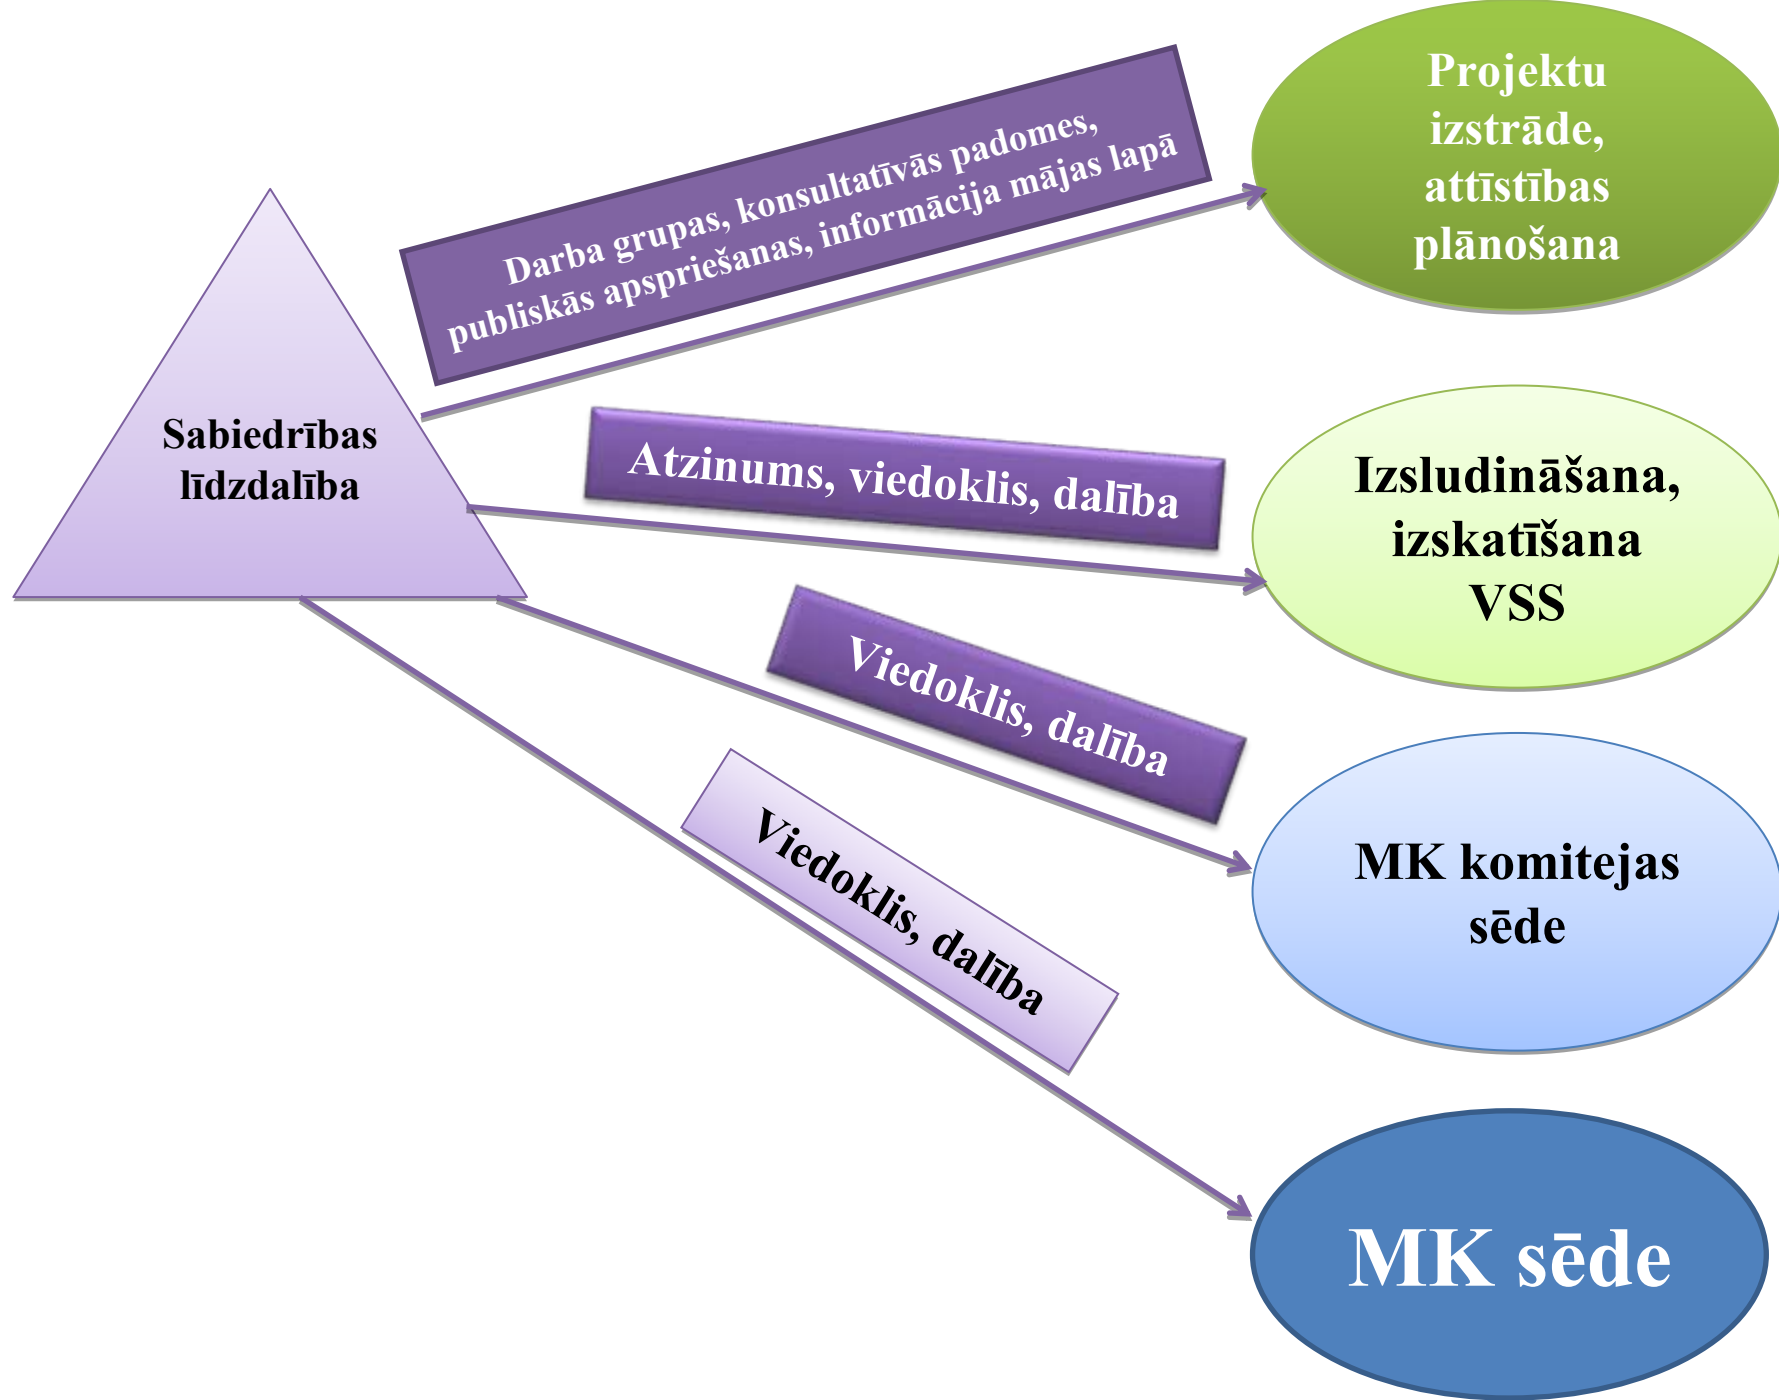 Sabiedrības
līdzdalība
Darba grupas, konsultatīvās padomes,
publiskās apspriešanas, informācija mājas lapā
Projektu
izstrāde,
attīstības
plānošana
Atzinums, viedoklis, dalība
Izsludināšana,
izskatīšana
VSS
Viedoklis, dalība
MK komitejas
sēde
Viedoklis, dalība
MK sēde